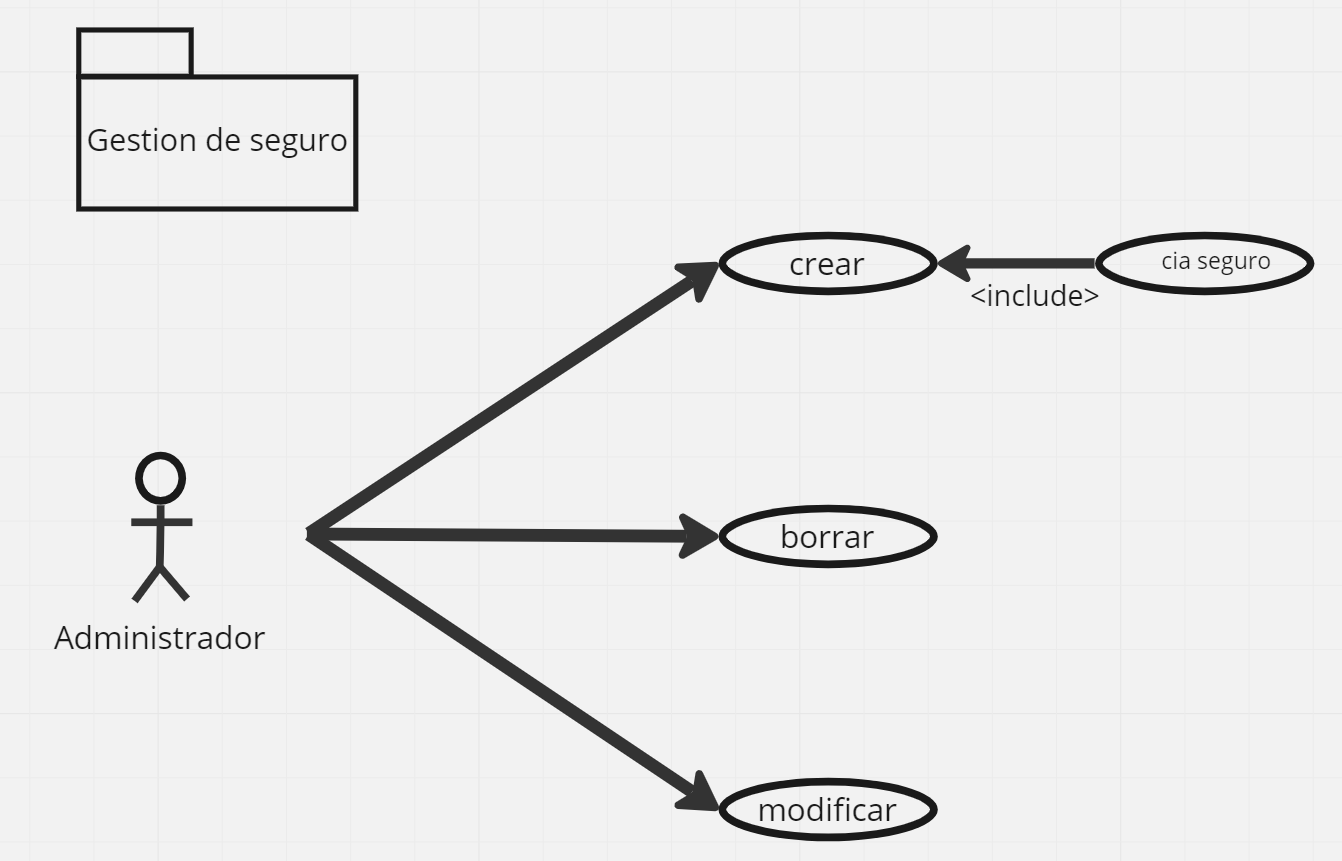 Gestion de seguro
crear
cia seguro
<include>
borrar
Administrador
modificar